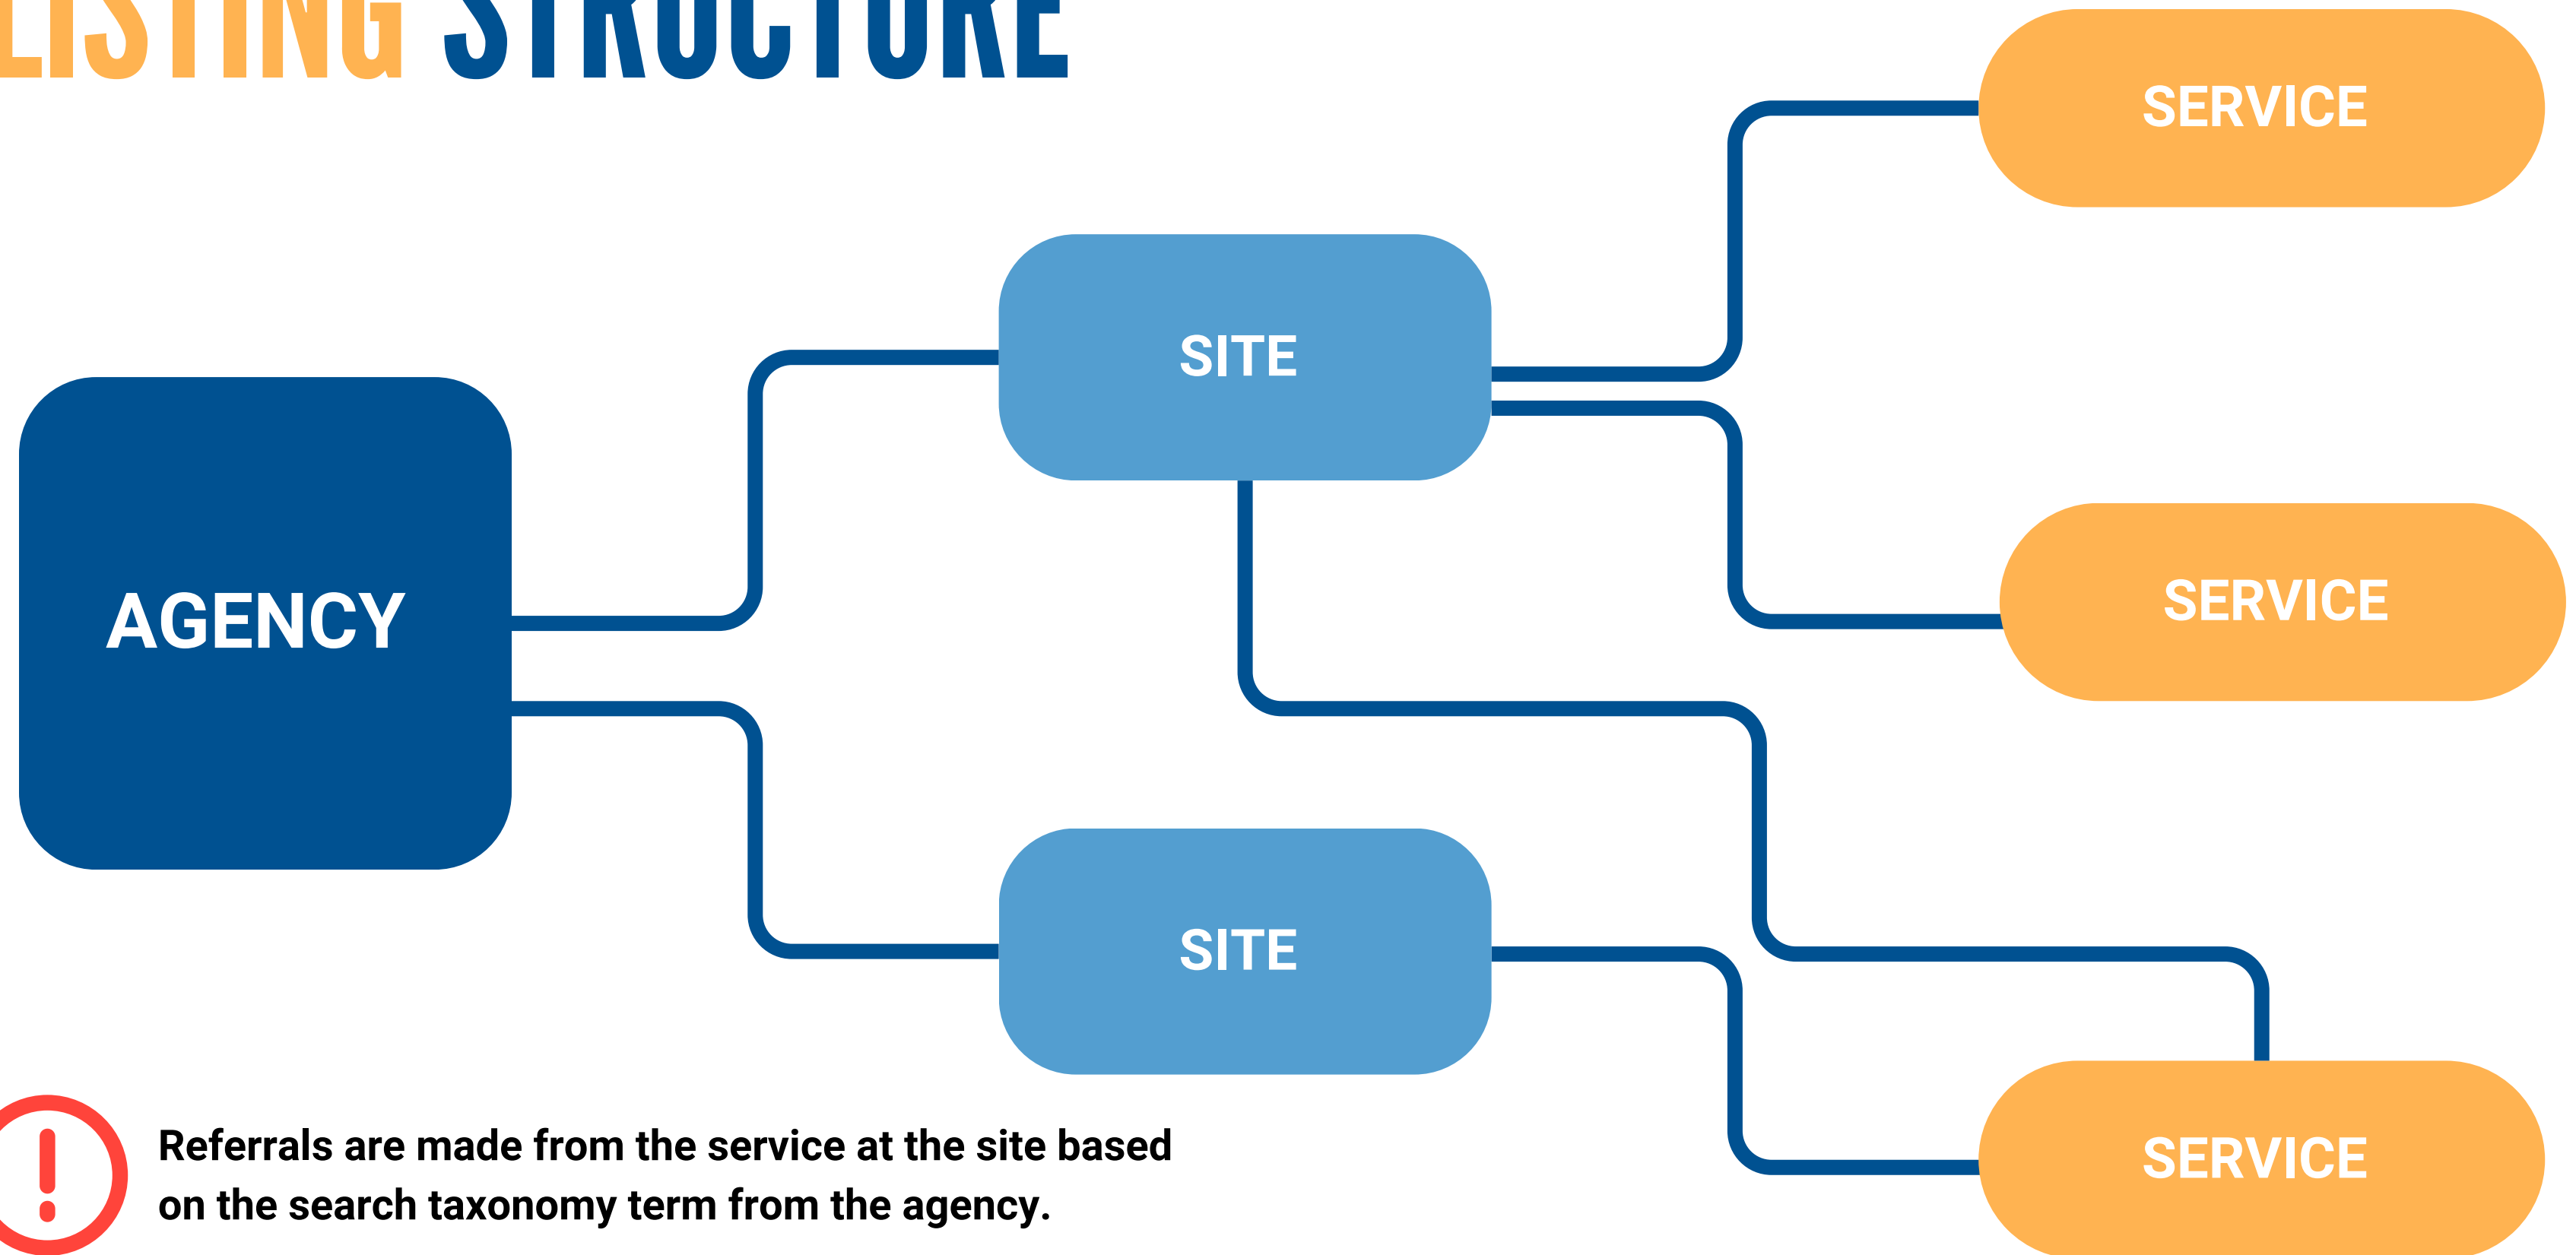 LISTING STRUCTURE
SERVICE
SITE
SERVICE
AGENCY
SITE
SERVICE
Referrals are made from the service at the site based
on the search taxonomy term from the agency.